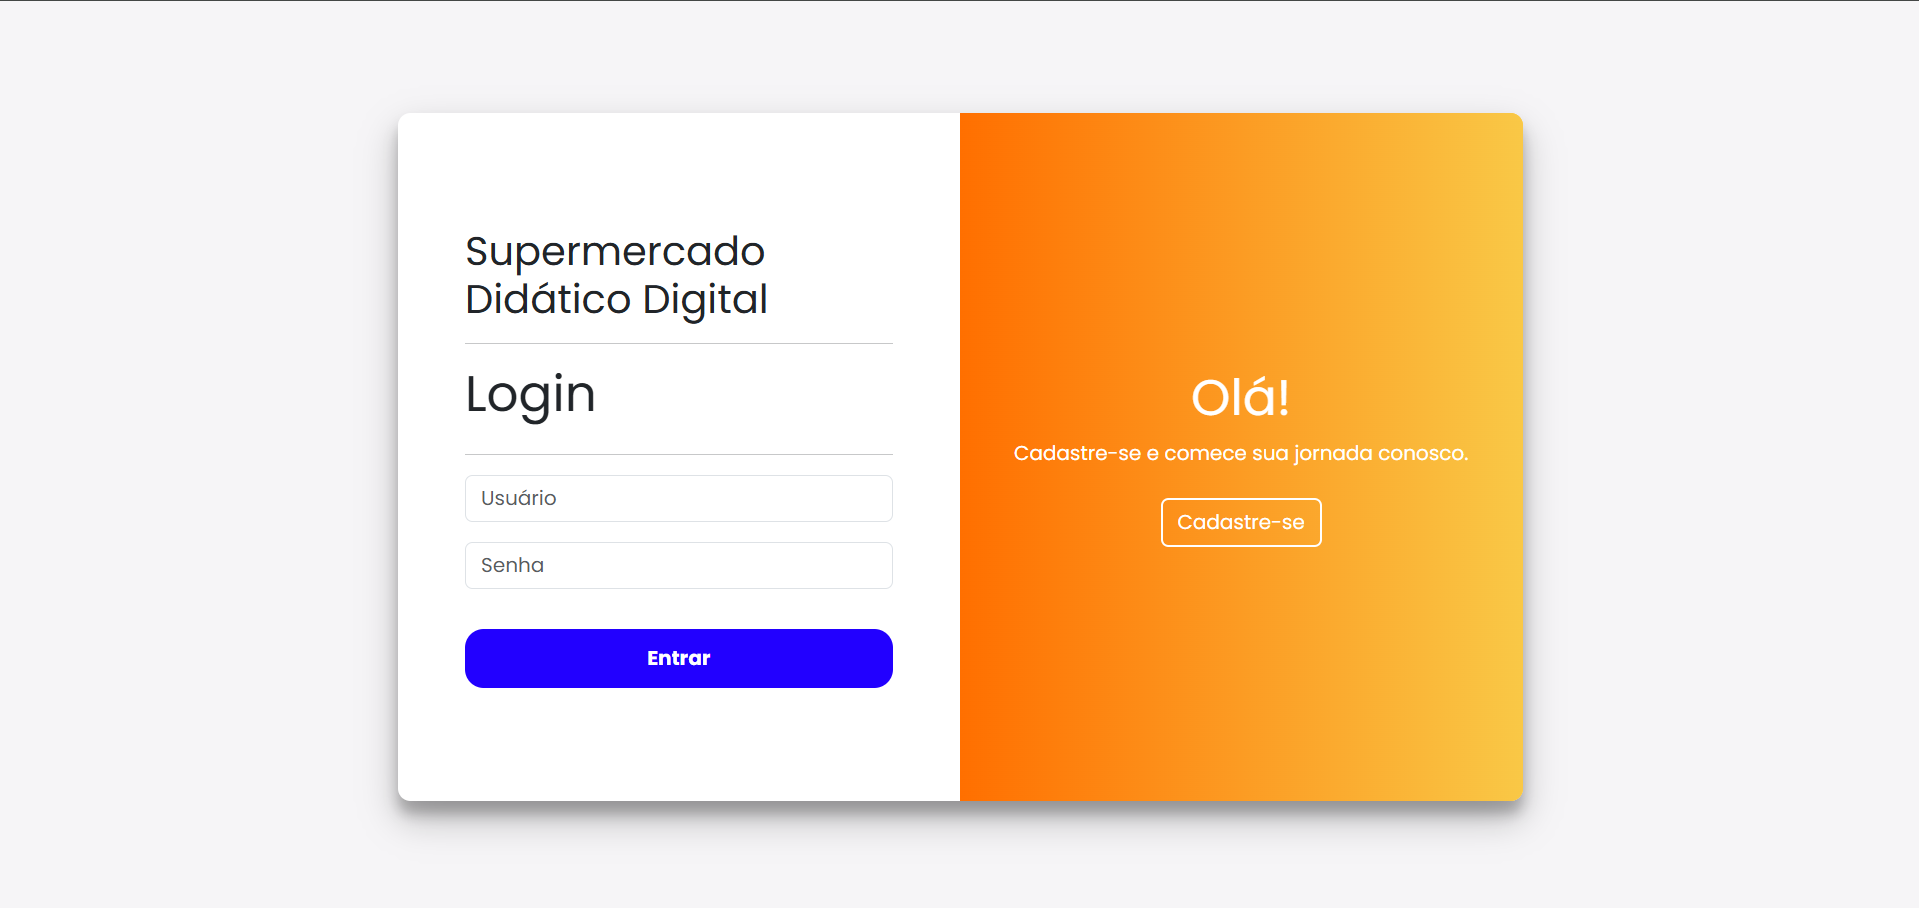 Supermercado
Didático Digital
Login
Usuário
Senha
Entrar
Olá!
Cadastre-se e comece sua jornada conosco.
Cadastre-se